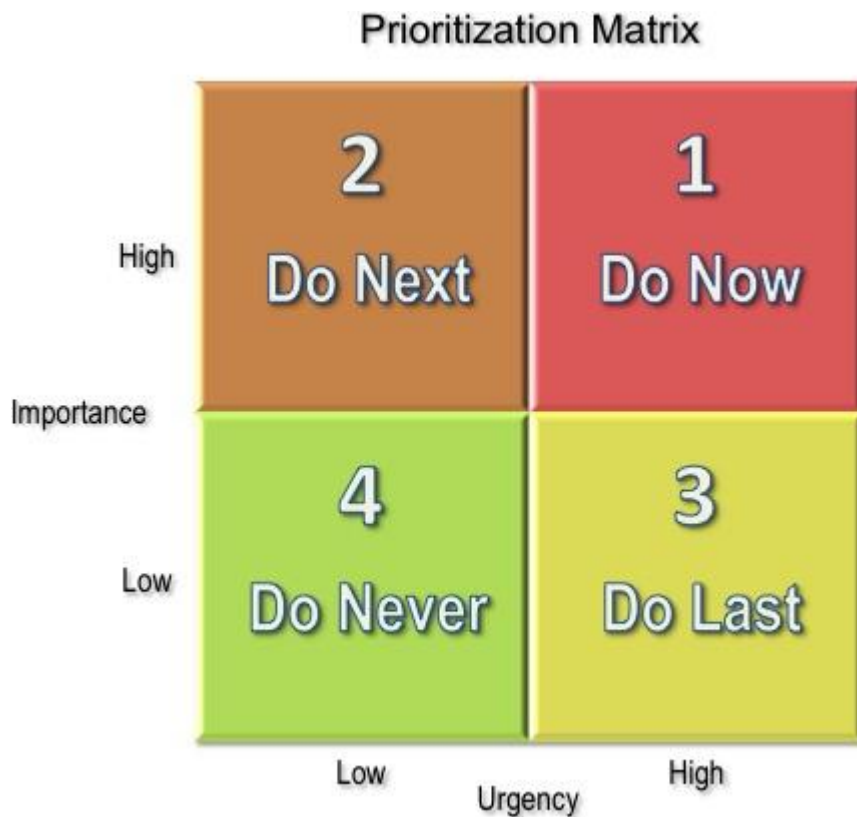 Prioritization Matrix
2
Do Next
1
Do Now
High
Importance
4
Do Never
3
Do Last
Low
Low
High
Urgency